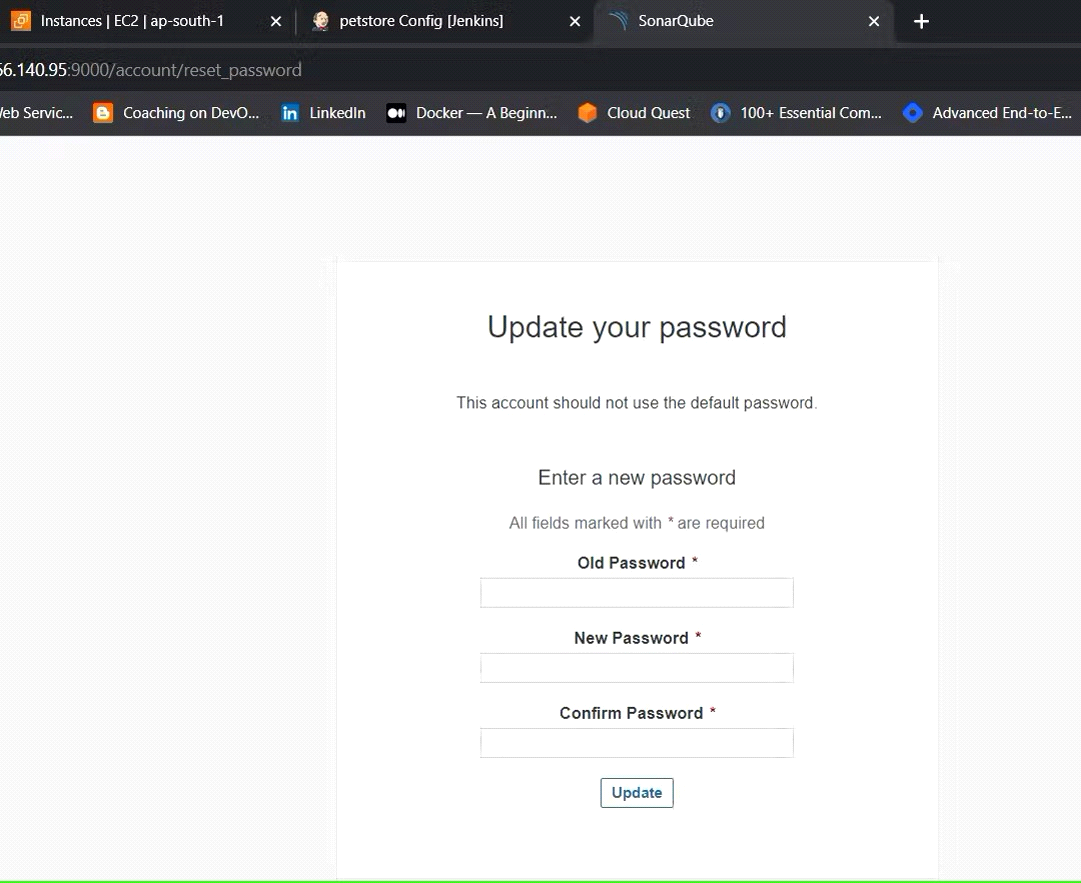 Instances | EC2 | ap-south-1 petstore Config [Jenkins] SonarQube
6.140.95:9000/account/reset_password
Web Servic... Coaching on DevO... LinkedIn Docker — A Beginn... Cloud Quest 100+ Essential Com... Advanced End-to-E...
Update your password
This account should not use the default password.
Enter a new password
All fields marked with * are required
Old Password *
New Password *
Confirm Password *
Update